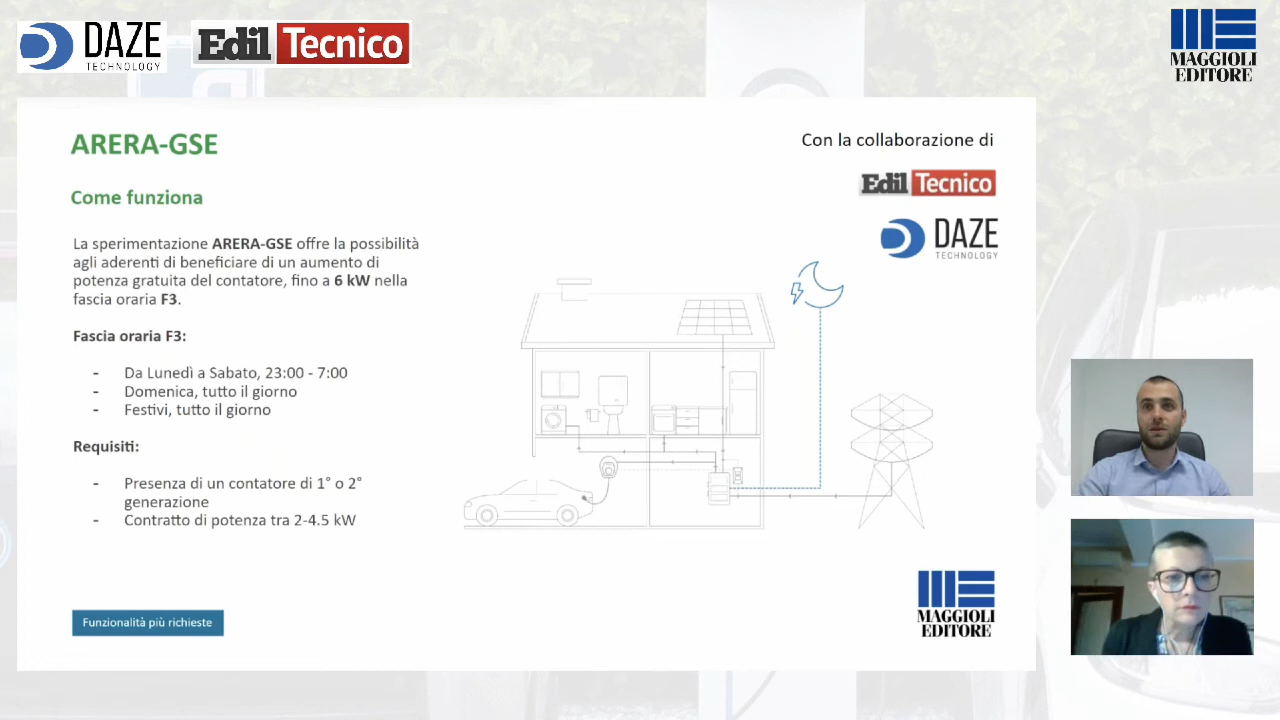 DAZE
TECHNOLOGY
Edil Tecnico
MAGGIOLI
EDITORE
ARERA-GSE
Con la collaborazione di
Edil Tecnico
Come funziona
DAZE
TECHNOLOGY
La sperimentazione ARERA-GSE offre la possibilità
agli aderenti di beneficiare di un aumento di
potenza gratuita del contatore, fino a 6 kW nella
fascia oraria F3.
Fascia oraria F3:
- Da Lunedì a Sabato, 23:00 - 7:00
- Domenica, tutto il giorno
- Festivi, tutto il giorno
Requisiti:
- Presenza di un contatore di 1° o 2°
generazione
- Contratto di potenza tra 2-4.5 kW
Funzionalità più richieste
MAGGIOLI
EDITORE